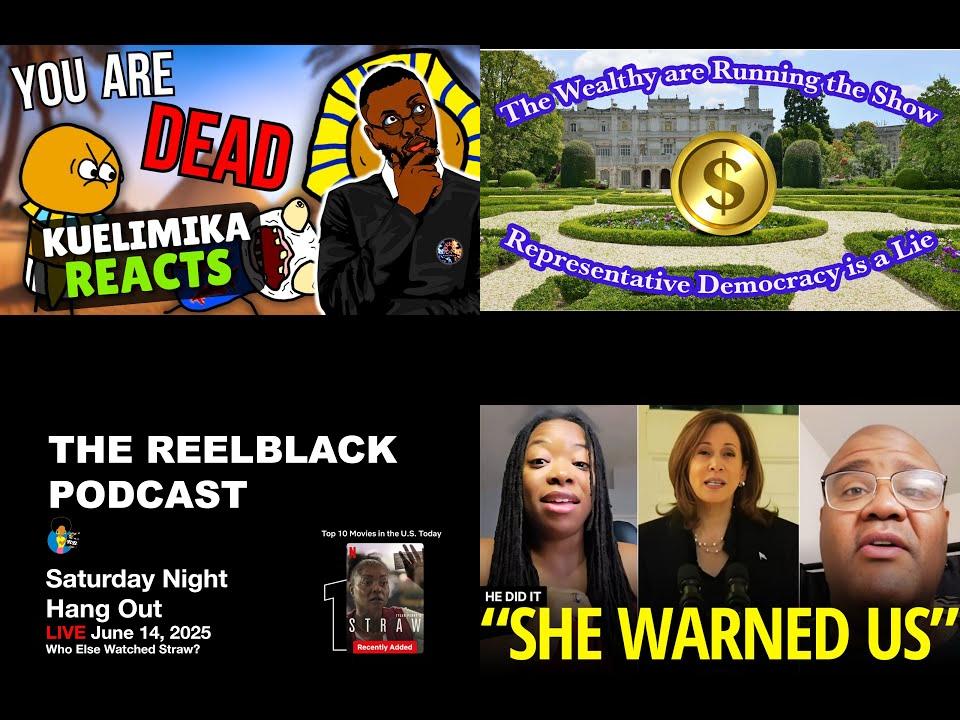 YOU ARE
DEAD
KUELIMIKA
REACTS
The Wealthy are Running the Show
$
Representative Democracy is a Lie
THE REELBLACK
PODCAST
Saturday Night
Hang Out
LIVE June 14, 2025
Who Else Watched Straw?
Top 10 Movies in the U.S. Today
1
N
STRAW
Recently Added
HE DID IT
“SHE WARNED US”